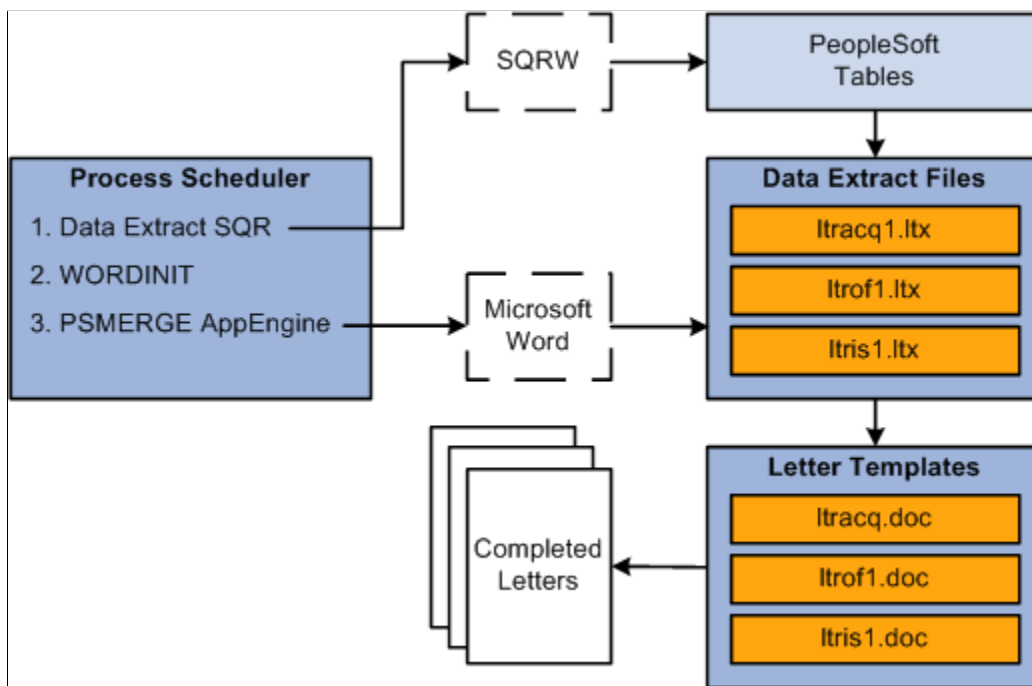 SQRW
PeopleSoft
Tables
Process Scheduler
1. Data Extract SQR
2. WORDINIT
3. PSMERGE AppEngine
Microsoft
Word
Data Extract Files
ltracq1.ltx
ltrof1.ltx
ltris1.ltx
Letter Templates
ltracq.doc
ltrof1.doc
ltris1.doc
Completed
Letters